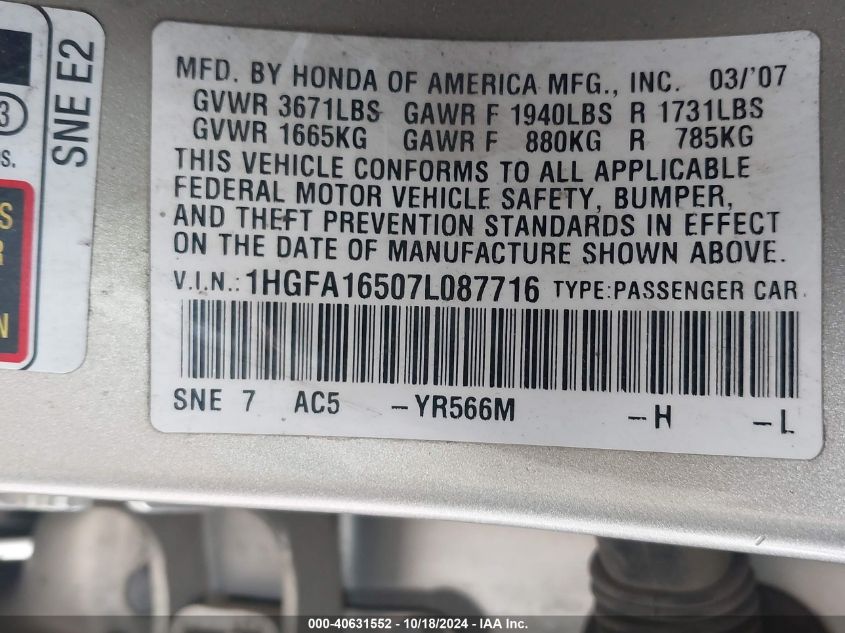 SNE E2
3
S.
S
R
N
MFD. BY HONDA OF AMERICA MFG., INC. 03/'07
GVWR 3671LBS GAWR F 1940LBS R 1731LBS
GVWR 1665KG GAWR F 880KG R 785KG
THIS VEHICLE CONFORMS TO ALL APPLICABLE
FEDERAL MOTOR VEHICLE SAFETY, BUMPER,
AND THEFT PREVENTION STANDARDS IN EFFECT
ON THE DATE OF MANUFACTURE SHOWN ABOVE.
V.I.N.: 1HGFA16507L087716 TYPE:PASSENGER CAR
SNE 7 AC5 -YR566M -H -L
000-40631552 - 10/18/2024 - IAA Inc.